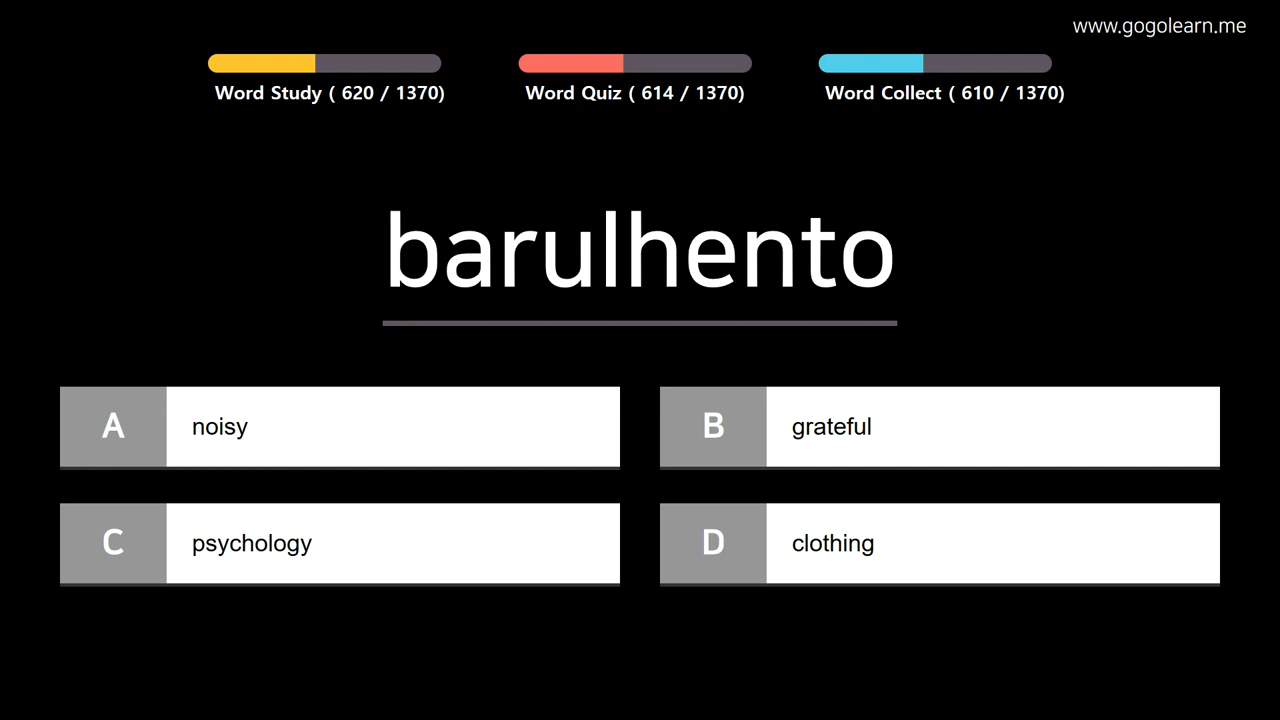 www.gogolearn.me
Word Study ( 620 / 1370)
Word Quiz ( 614 / 1370)
Word Collect ( 610 / 1370)
barulhento
A noisy
B grateful
C psychology
D clothing